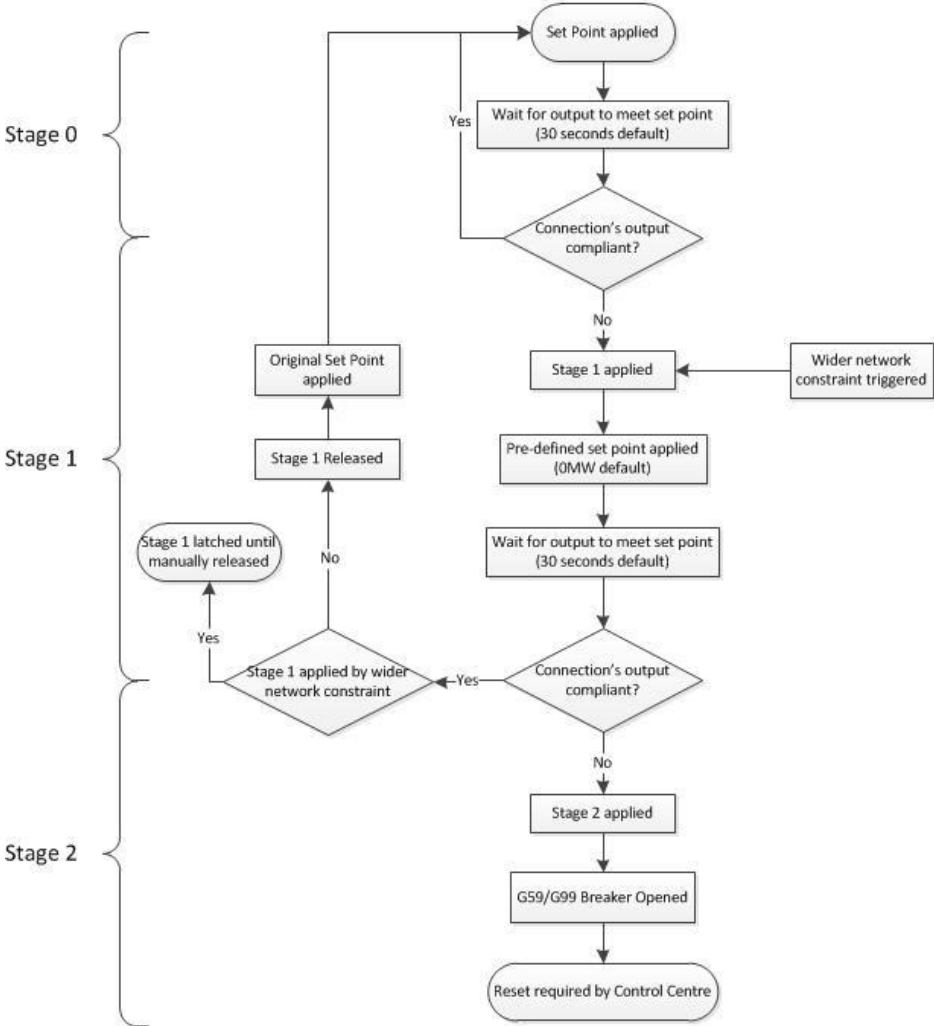 Set Point applied
Stage 0
Yes
Wait for output to meet set point
(30 seconds default)
Connection's output
compliant?
No
Original Set Point
applied
Stage 1 applied
Wider network
constraint triggered
Stage 1
Stage 1 Released
Pre-defined set point applied
(0MW default)
Stage 1 latched until
manually released
No
Wait for output to meet set point
(30 seconds default)
Yes
Stage 1 applied by wider
network constraint
Yes
Connection's output
compliant?
No
Stage 2 applied
Stage 2
G59/G99 Breaker Opened
Reset required by Control Centre